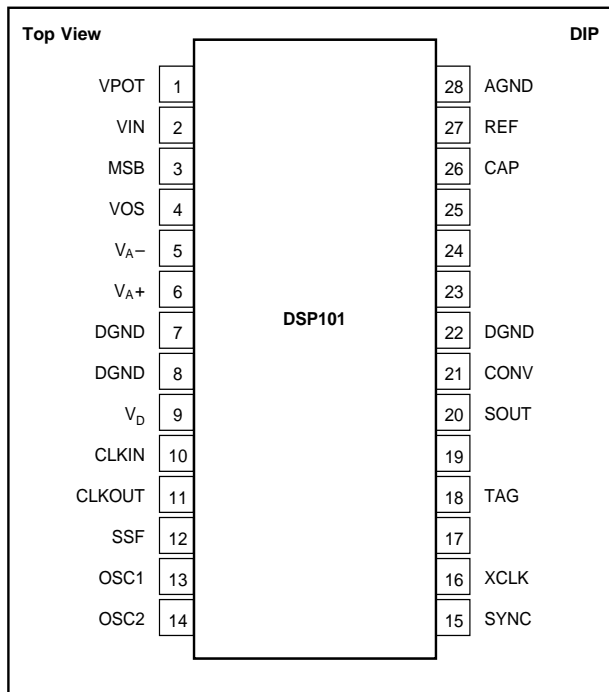 Top View DIP
VPOT 1 28 AGND
VIN 2 27 REF
MSB 3 26 CAP
VOS 4 25
VA– 5 24
VA+ 6 23
DSP101
DGND 7 22 DGND
DGND 8 21 CONV
VD 9 20 SOUT
CLKIN 10 19
CLKOUT 11 18 TAG
SSF 12 17
OSC1 13 16 XCLK
OSC2 14 15 SYNC